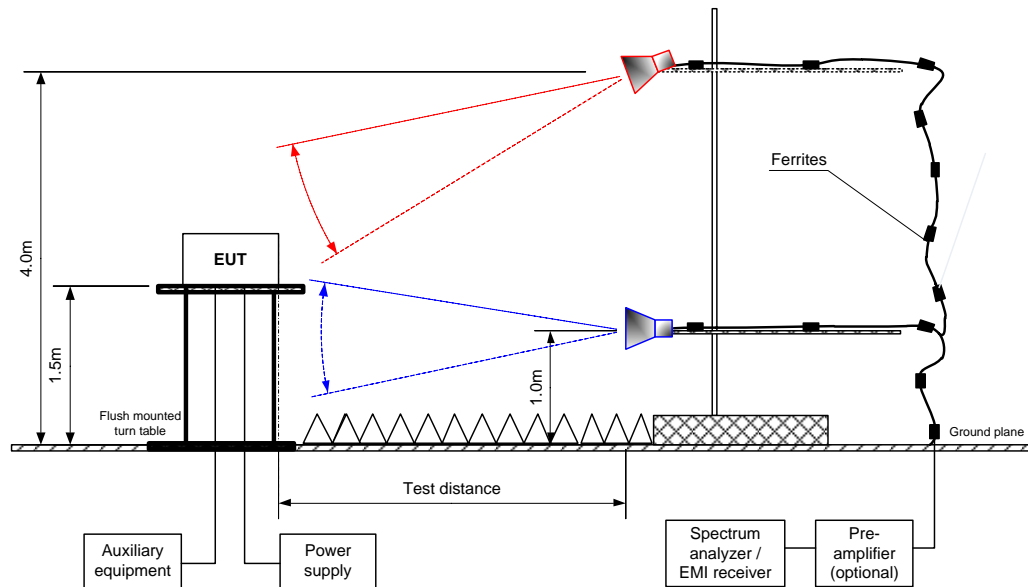 4.0m
Ferrites
EUT
1.5m
1.0m
Flush mounted
turn table
Ground plane
Test distance
Auxiliary
equipment
Power
supply
Spectrum
analyzer /
EMI receiver
Pre-
amplifier
(optional)